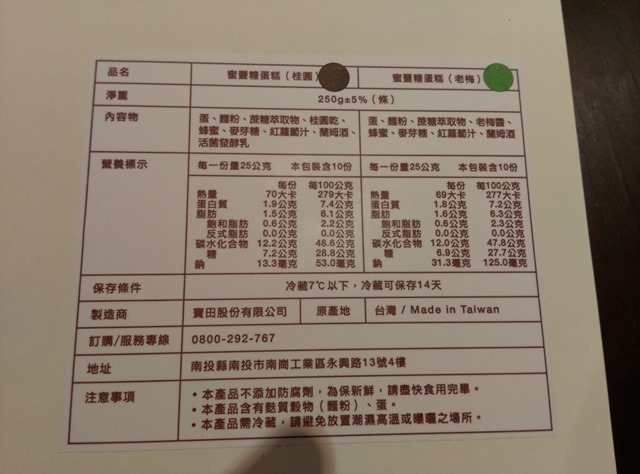 品名 蜜豐糖蛋糕（桂圓） 蜜豐糖蛋糕（老梅）
淨重 250g±5%（條）
內容物 蛋、麵粉、蔗糖萃取物、桂圓乾、 蛋、麵粉、蔗糖萃取物、老梅醬、
蜂蜜、麥芽糖、紅蘿蔔汁、蘭姆酒、 蜂蜜、麥芽糖、紅蘿蔔汁、蘭姆酒
活菌發酵乳
營養標示 每一份量25公克 本包裝含10份 每一份量25公克 本包裝含10份
每份 每100公克 每份 每100公克
熱量 70大卡 279大卡 熱量 69大卡 277大卡
蛋白質 1.9公克 7.4公克 蛋白質 1.8公克 7.2公克
脂肪 1.5公克 6.1公克 脂肪 1.6公克 6.3公克
飽和脂肪 0.6公克 2.2公克 飽和脂肪 0.6公克 2.3公克
反式脂肪 0.0公克 0.0公克 反式脂肪 0.0公克 0.0公克
碳水化合物 12.2公克 48.6公克 碳水化合物 12.0公克 47.8公克
糖 7.2公克 28.8公克 糖 6.9公克 27.7公克
鈉 13.3毫克 53.0毫克 鈉 31.3毫克 125.0毫克
保存條件 冷藏7℃以下，冷藏可保存14天
製造商 寶田股份有限公司 原產地 台灣 / Made in Taiwan
訂購/服務專線 0800-292-767
地址 南投縣南投市南崗工業區永興路13號4樓
注意事項 • 本產品不添加防腐劑，為保新鮮，請盡快食用完畢。
• 本產品含有麩質穀物（麵粉）、蛋。
• 本產品需冷藏，請避免放置潮濕高溫或曝曬之場所。